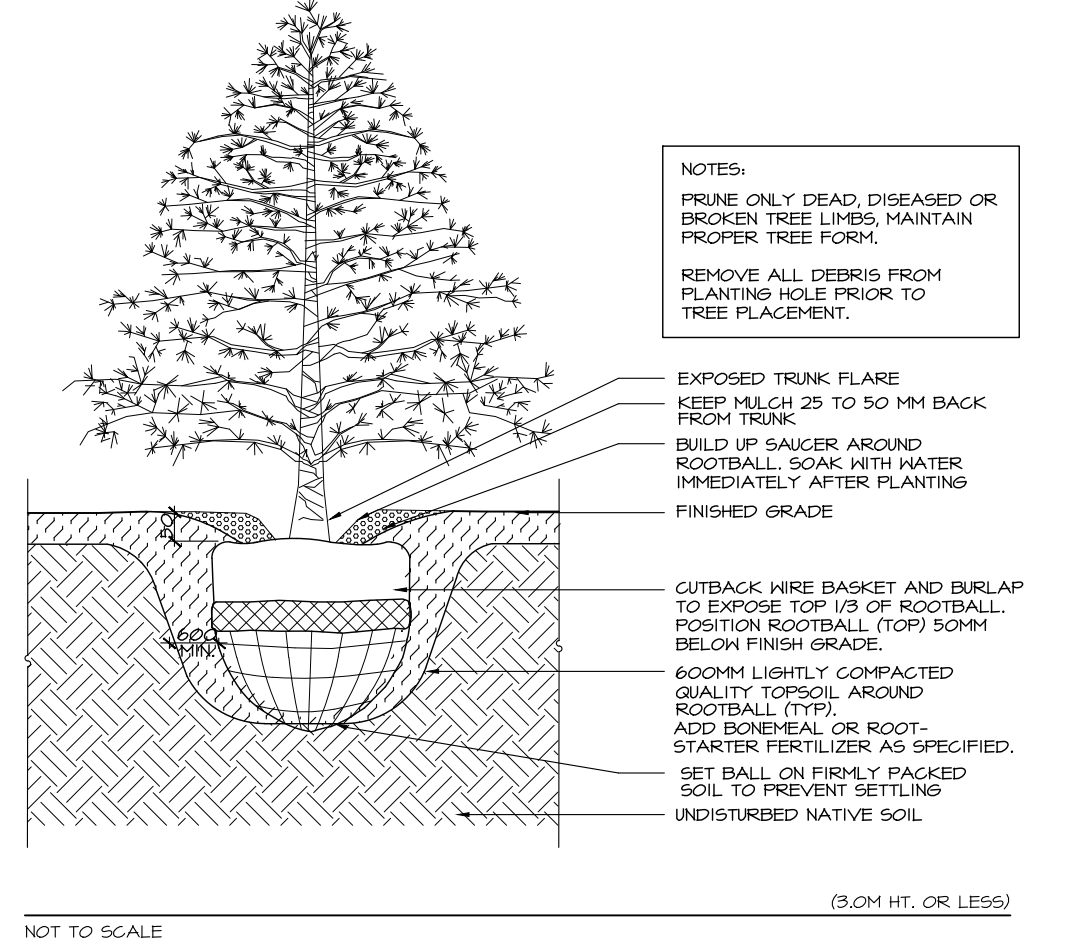 NOTES:
PRUNE ONLY DEAD, DISEASED OR
BROKEN TREE LIMBS, MAINTAIN
PROPER TREE FORM.
REMOVE ALL DEBRIS FROM
PLANTING HOLE PRIOR TO
TREE PLACEMENT.
EXPOSED TRUNK FLARE
KEEP MULCH 25 TO 50 MM BACK
FROM TRUNK
BUILD UP SAUCER AROUND
ROOTBALL. SOAK WITH WATER
IMMEDIATELY AFTER PLANTING
FINISHED GRADE
50
CUTBACK WIRE BASKET AND BURLAP
TO EXPOSE TOP 1/3 OF ROOTBALL.
POSITION ROOTBALL (TOP) 50MM
BELOW FINISH GRADE.
600
MIN.
600MM LIGHTLY COMPACTED
QUALITY TOPSOIL AROUND
ROOTBALL (TYP).
ADD BONEMEAL OR ROOT-
STARTER FERTILIZER AS SPECIFIED.
SET BALL ON FIRMLY PACKED
SOIL TO PREVENT SETTLING
UNDISTURBED NATIVE SOIL
(3.0M HT. OR LESS)
NOT TO SCALE